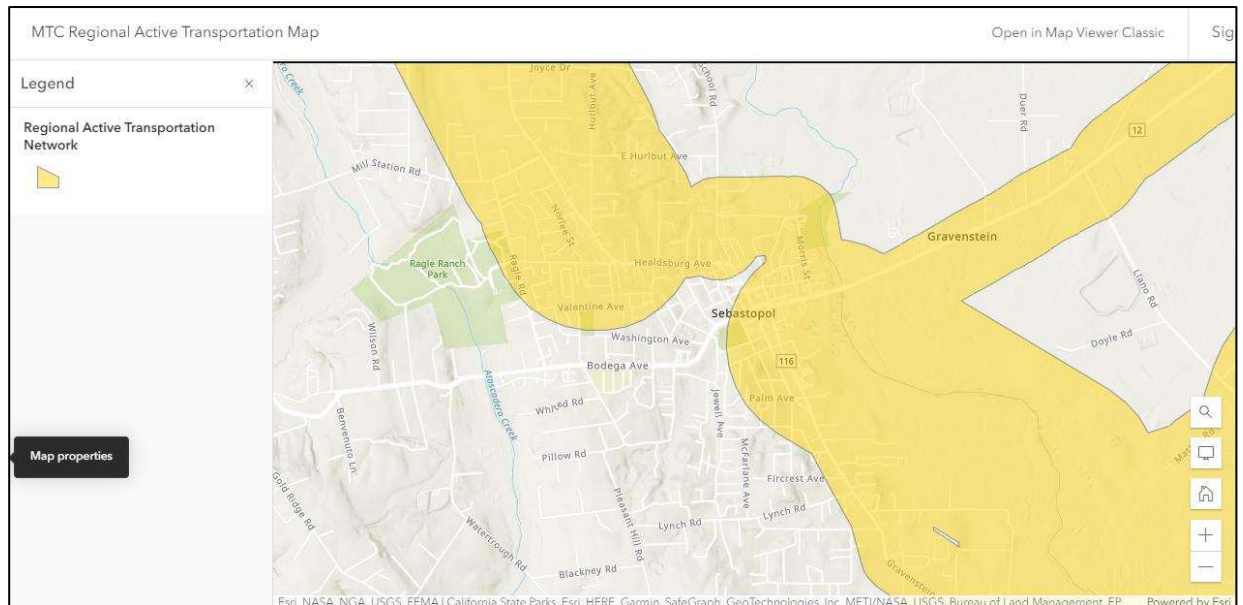 MTC Regional Active Transportation Map
Open in Map Viewer Classic
Legend
×
Regional Active Transportation
Network
Map properties
Joyce Dr
Hurlbut Ave
School Rd
Duer Rd
12
Mill Station Rd
E Hurlbut Ave
Norlee St
Ragle Ranch
Park
Ragle Rd
Healdsburg Ave
Morris St
Gravenstein
Llano Rd
Valentine Ave
Sebastopol
Washington Ave
Doyle Rd
Wilson Rd
Bodega Ave
116
Atascadero Creek
Palm Ave
Jewell Ave
Benvenuto Ln
McFarlane Ave
Pillow Rd
Fircrest Ave
Gold Ridge Rd
Pleasant Hill Rd
Lynch Rd
Lynch Rd
Watertrough Rd
Blackney Rd
Gravenstein
Esri, NASA, NGA, USGS, FEMA | California State Parks, Esri, HERE, Garmin, SafeGraph, GeoTechnologies, Inc, METI/NASA, USGS, Bureau of Land Management, EP
Powered by Esri